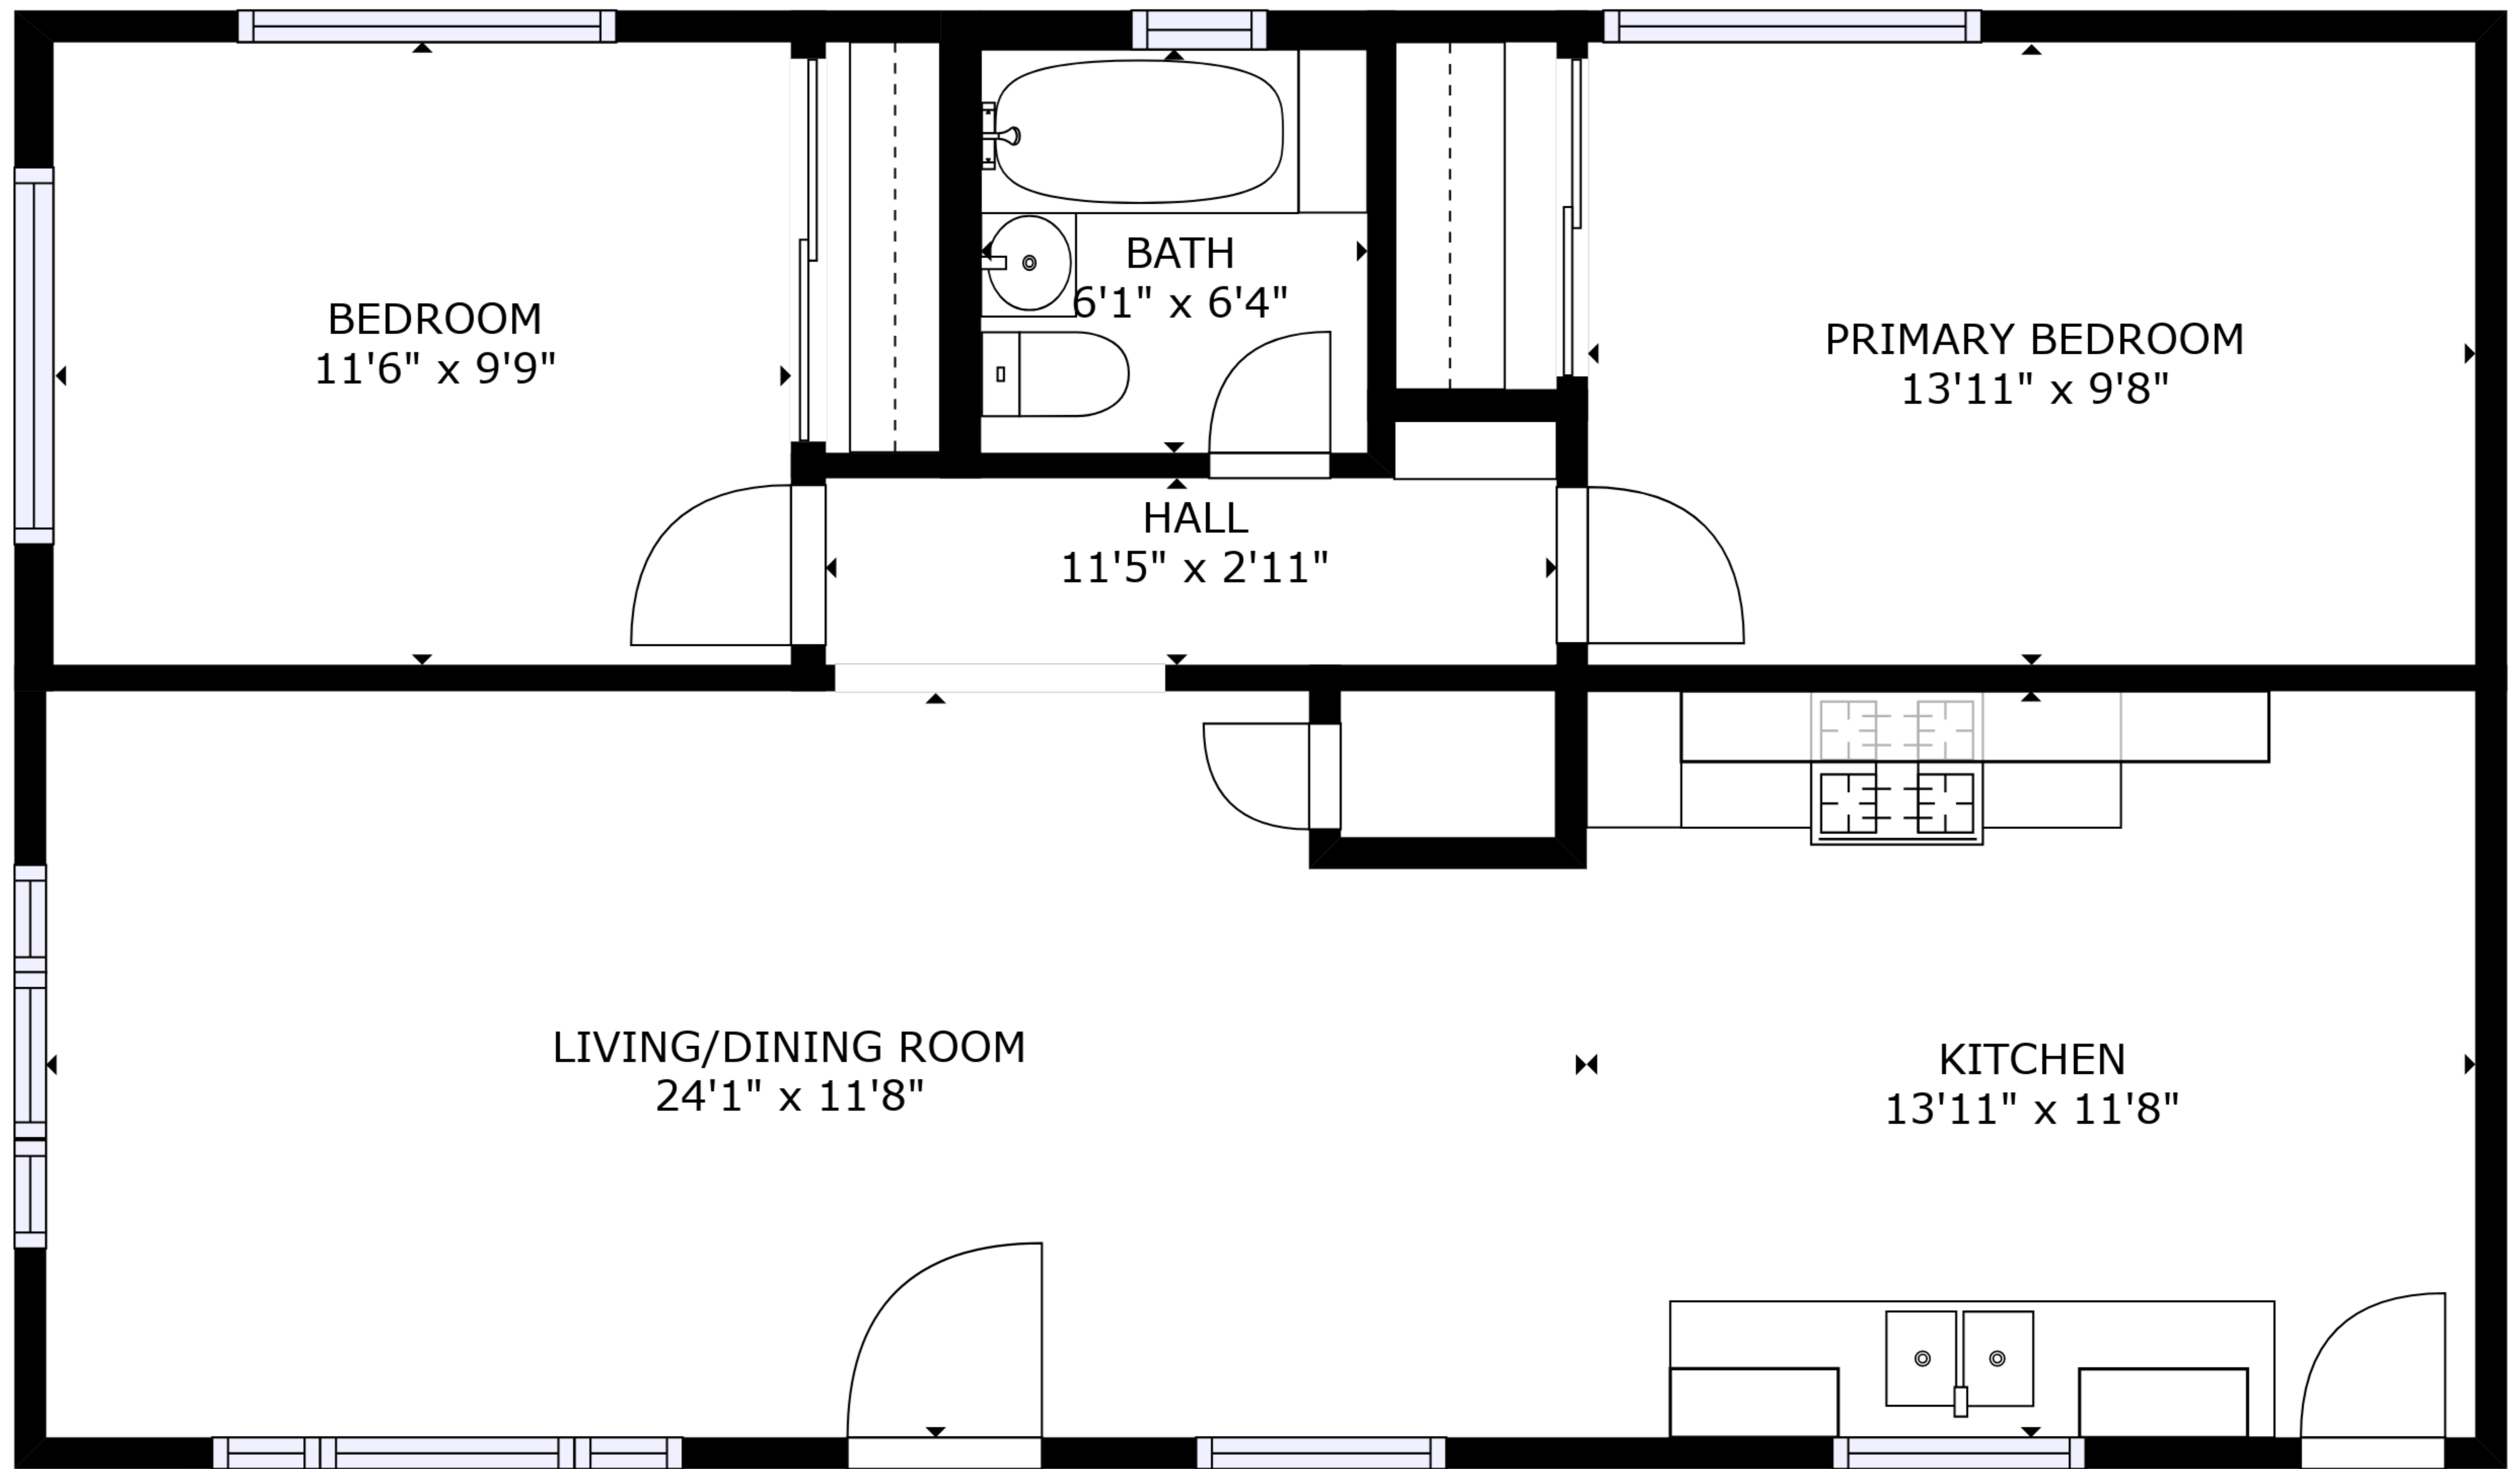 BEDROOM
11'6" x 9'9"
BATH
6'1" x 6'4"
PRIMARY BEDROOM
13'11" x 9'8"
HALL
11'5" x 2'11"
LIVING/DINING ROOM
24'1" x 11'8"
KITCHEN
13'11" x 11'8"